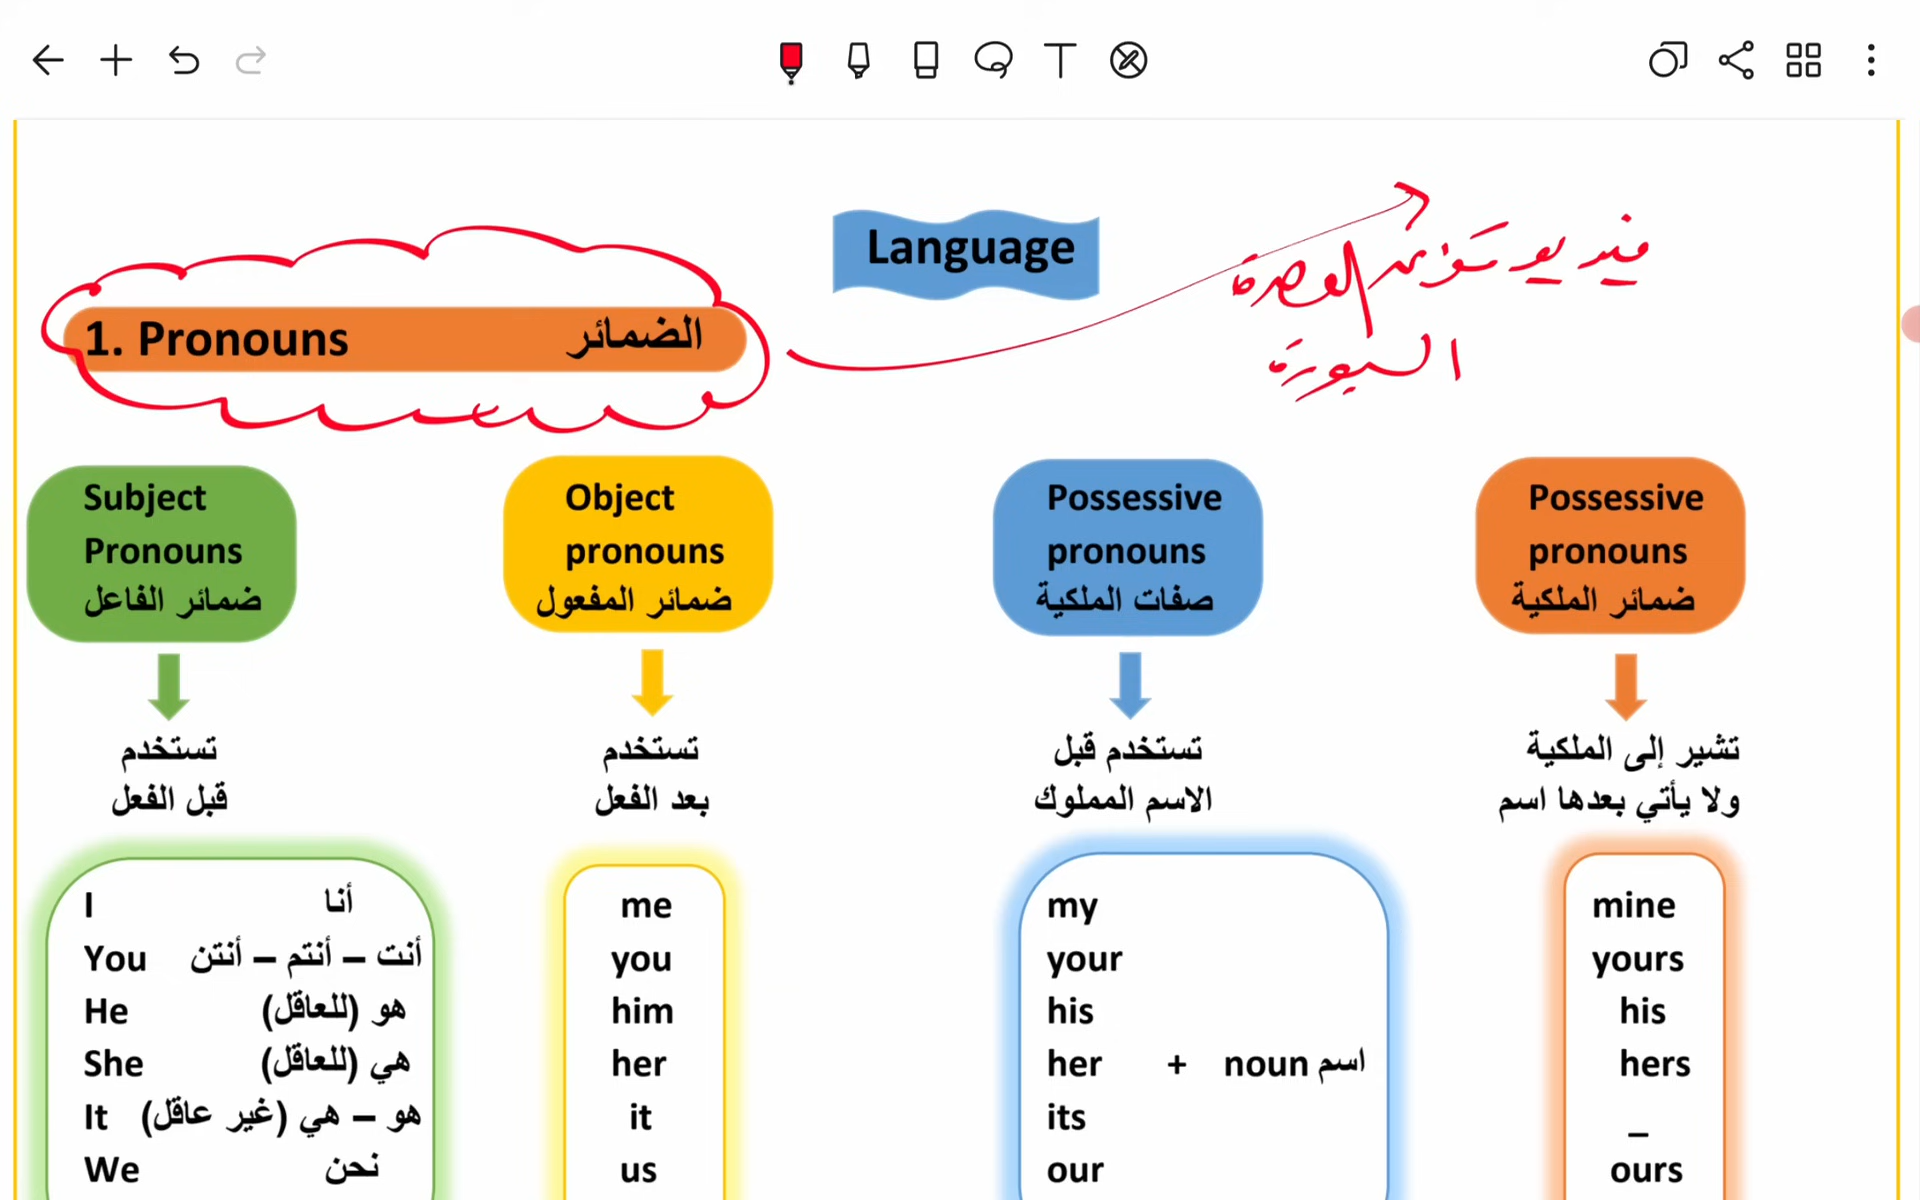 Language
فيديو
السبورة
1. Pronouns الضمائر
Subject
Pronouns
ضمائر الفاعل
Object
pronouns
ضمائر المفعول
Possessive
pronouns
صفات الملكية
Possessive
pronouns
ضمائر الملكية
تستخدم
قبل الفعل
تستخدم
بعد الفعل
تستخدم قبل
الاسم المملوك
تشير إلى الملكية
ولا يأتي بعدها اسم
I أنا
You أنت – أنتم – أنتن
He هو (للعاقل)
She هي (للعاقل)
It هو – هي (غير عاقل)
We نحن
me
you
him
her
it
us
my
your
his
her + noun اسم
its
our
mine
yours
his
hers
_
ours